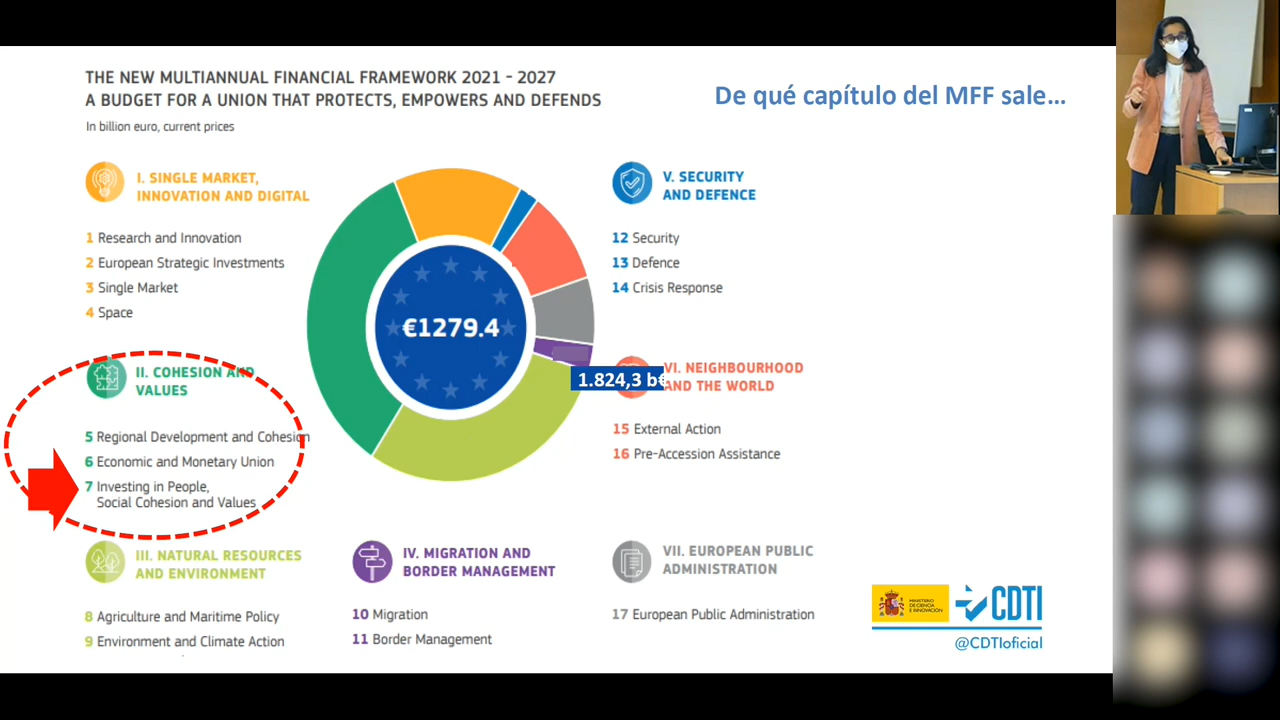 THE NEW MULTIANNUAL FINANCIAL FRAMEWORK 2021 - 2027
A BUDGET FOR A UNION THAT PROTECTS, EMPOWERS AND DEFENDS
In billion euro, current prices
De qué capítulo del MFF sale...
I. SINGLE MARKET,
INNOVATION AND DIGITAL
1 Research and Innovation
2 European Strategic Investments
3 Single Market
4 Space
II. COHESION AND
VALUES
5 Regional Development and Cohesion
6 Economic and Monetary Union
7 Investing in People,
Social Cohesion and Values
III. NATURAL RESOURCES
AND ENVIRONMENT
8 Agriculture and Maritime Policy
9 Environment and Climate Action
€1279.4
1.824,3 b€
IV. MIGRATION AND
BORDER MANAGEMENT
10 Migration
11 Border Management
V. SECURITY
AND DEFENCE
12 Security
13 Defence
14 Crisis Response
VI. NEIGHBOURHOOD
AND THE WORLD
15 External Action
16 Pre-Accession Assistance
VII. EUROPEAN PUBLIC
ADMINISTRATION
17 European Public Administration
MINISTERIO
DE CIENCIA
E INNOVACIÓN
CDTI
@CDTIoficial